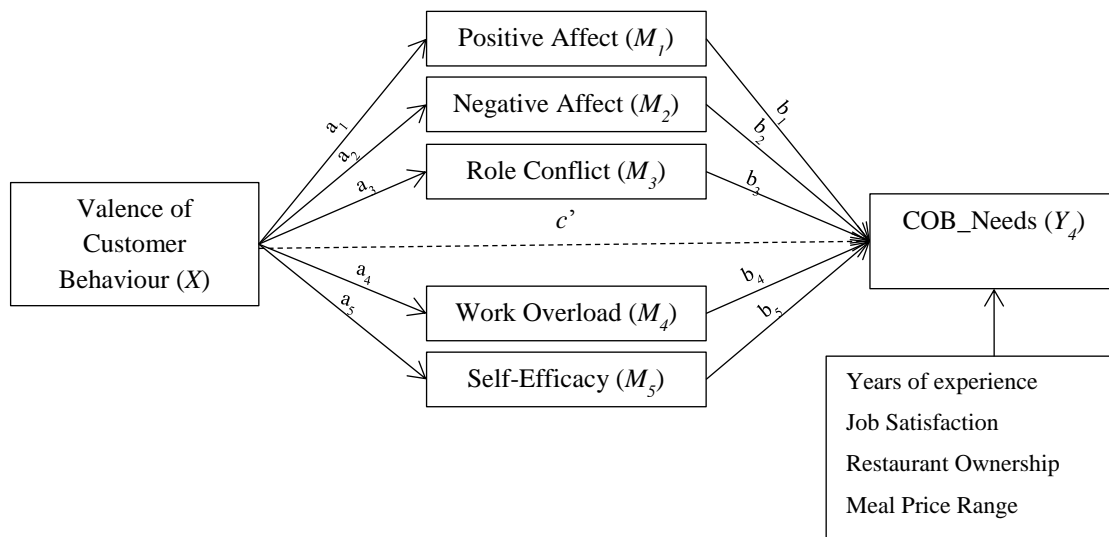 Positive Affect (M₁)
Negative Affect (M₂)
Role Conflict (M₃)
Valence of
Customer
Behaviour (X)
a₁
a₂
a₃
c’
a₄
a₅
Work Overload (M₄)
Self-Efficacy (M₅)
b₁
b₂
b₃
b₄
b₅
COB_Needs (Y₄)
Years of experience
Job Satisfaction
Restaurant Ownership
Meal Price Range